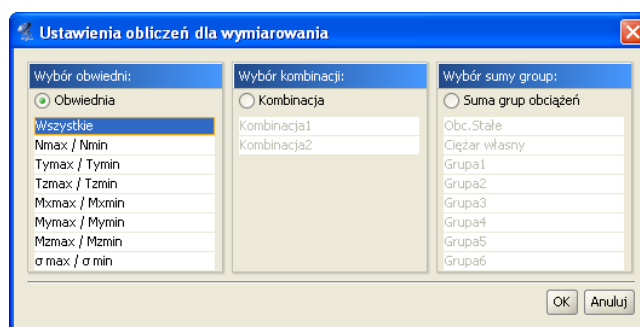 Ustawienia obliczeń dla wymiarowania
Wybór obwiedni:
Obwiednia
Wszystkie
Nmax / Nmin
Tymax / Tymin
Tzmax / Tzmin
Mxmax / Mxmin
Mymax / Mymin
Mzmax / Mzmin
σ max / σ min
Wybór kombinacji:
Kombinacja
Kombinacja1
Kombinacja2
Wybór sumy group:
Suma grup obciążeń
Obc.Stałe
Ciężar własny
Grupa1
Grupa2
Grupa3
Grupa4
Grupa5
Grupa6
OK
Anuluj